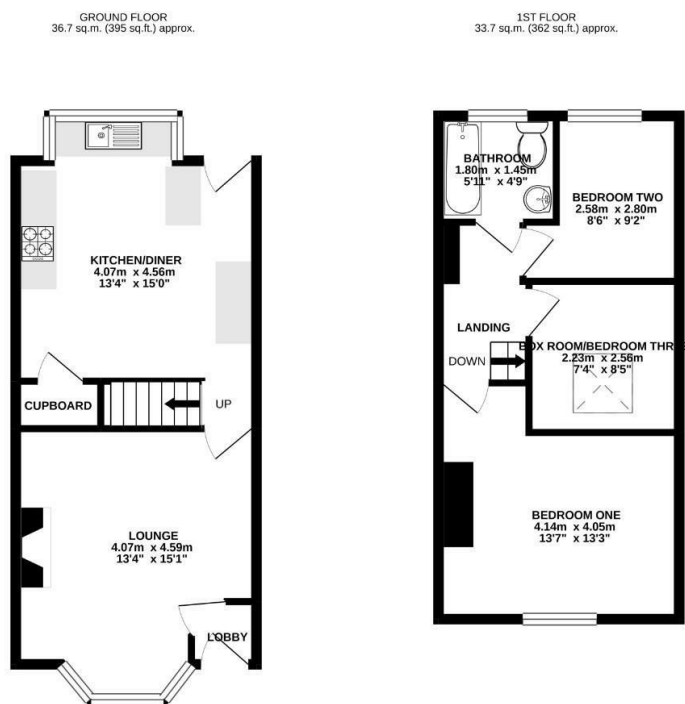 GROUND FLOOR
36.7 sq.m. (395 sq.ft.) approx.
1ST FLOOR
33.7 sq.m. (362 sq.ft.) approx.
KITCHEN/DINER
4.07m x 4.56m
13'4" x 15'0"
CUPBOARD
UP
LOUNGE
4.07m x 4.59m
13'4" x 15'1"
LOBBY
BATHROOM
1.80m x 1.45m
5'11" x 4'9"
BEDROOM TWO
2.58m x 2.80m
8'6" x 9'2"
LANDING
DOWN
BOX ROOM/BEDROOM THREE
2.23m x 2.56m
7'4" x 8'5"
BEDROOM ONE
4.14m x 4.05m
13'7" x 13'3"